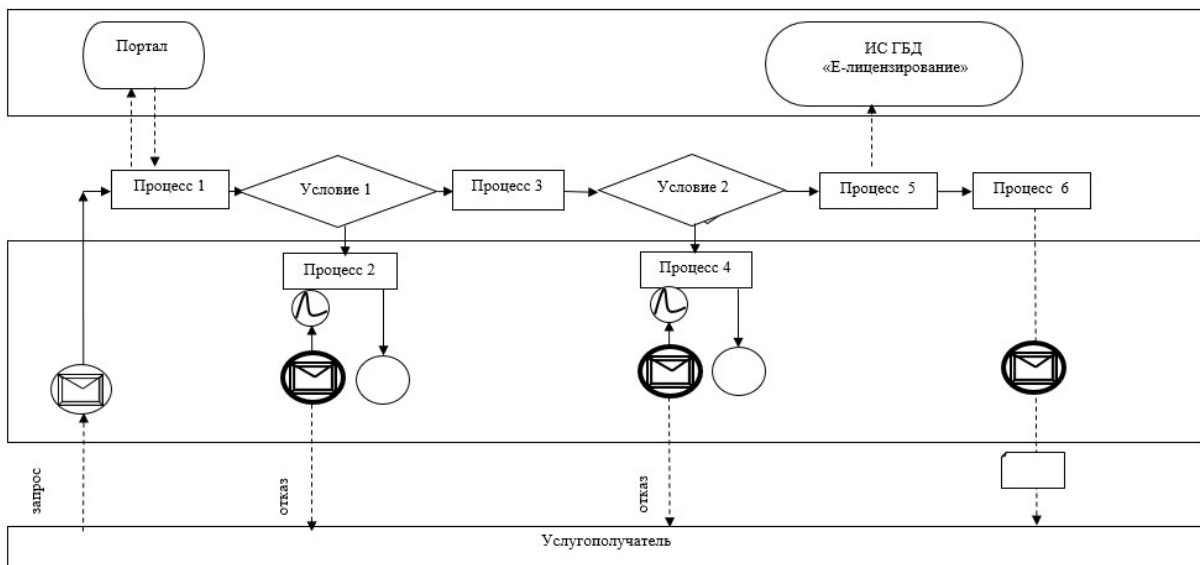 Портал
ИС ГБД
«Е-лицензирование»
Процесс 1
Условие 1
Процесс 3
Условие 2
Процесс 5
Процесс 6
Процесс 2
Процесс 4
запрос
отказ
отказ
Услугополучатель